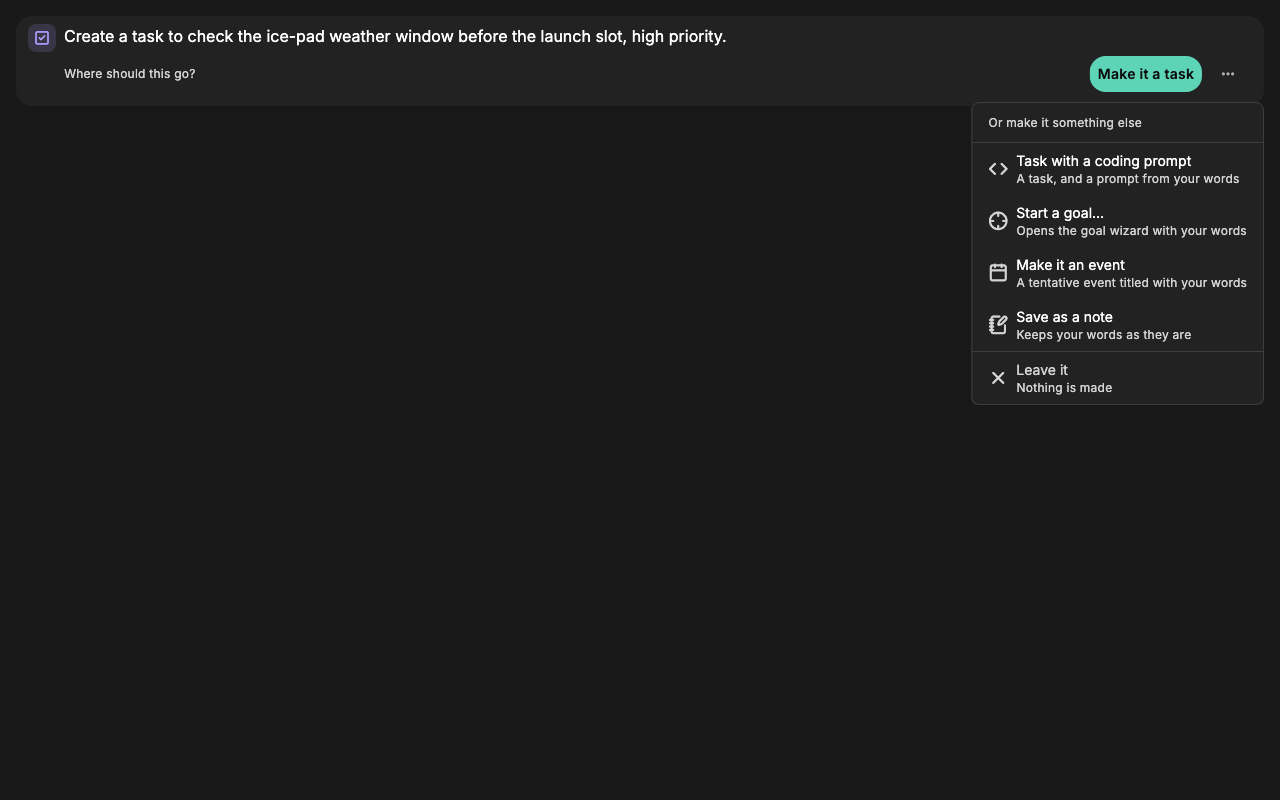 Create a task to check the ice-pad weather window before the launch slot, high priority.
Where should this go?
Make it a task
Or make it something else
Task with a coding prompt
A task, and a prompt from your words
Start a goal...
Opens the goal wizard with your words
Make it an event
A tentative event titled with your words
Save as a note
Keeps your words as they are
Leave it
Nothing is made